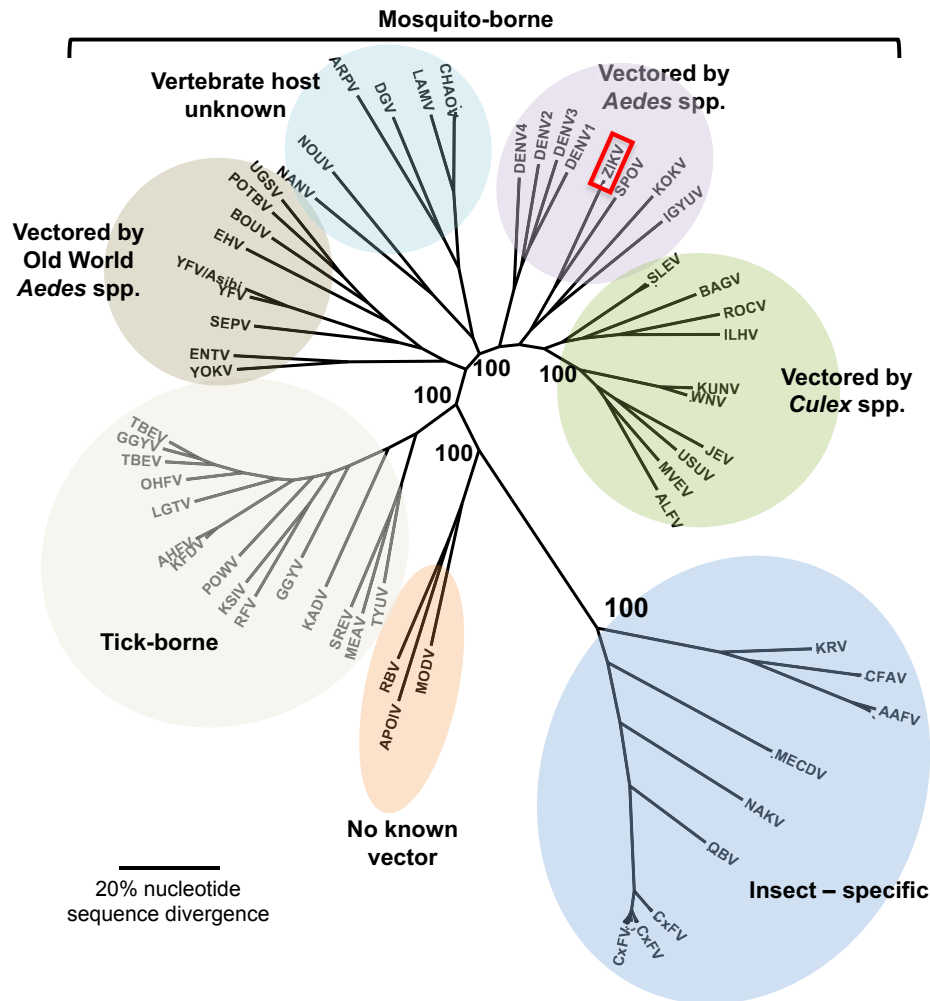 Mosquito-borne
Vertebrate host
unknown
ARPV
DGV
LAMV
CHAOV
NOUV
NANV
Vectored by
Aedes spp.
DENV4
DENV2
DENV3
DENV1
ZIKV
SPOV
KOKV
IGYUV
Vectored by
Old World
Aedes spp.
UGSV
POTBV
BOUV
EHV
YFV/Asibi
YFV
SEPV
ENTV
YOKV
SLEV
BAGV
ROCV
ILHV
KUNV
WNV
JEV
USUV
MVEV
ALFV
Vectored by
Culex spp.
100
100
100
100
100
TBEV
GGYV
TBEV
OHFV
LGTV
AHFV
KFDV
POWV
KSIV
RFV
GGYV
KADV
SREV
MEAV
TYUV
Tick-borne
RBV
APOIV
MODV
No known
vector
KRV
CFAV
AAFV
MECDV
NAKV
QBV
CxFV
CxFV
CxFV
Insect – specific
20% nucleotide
sequence divergence